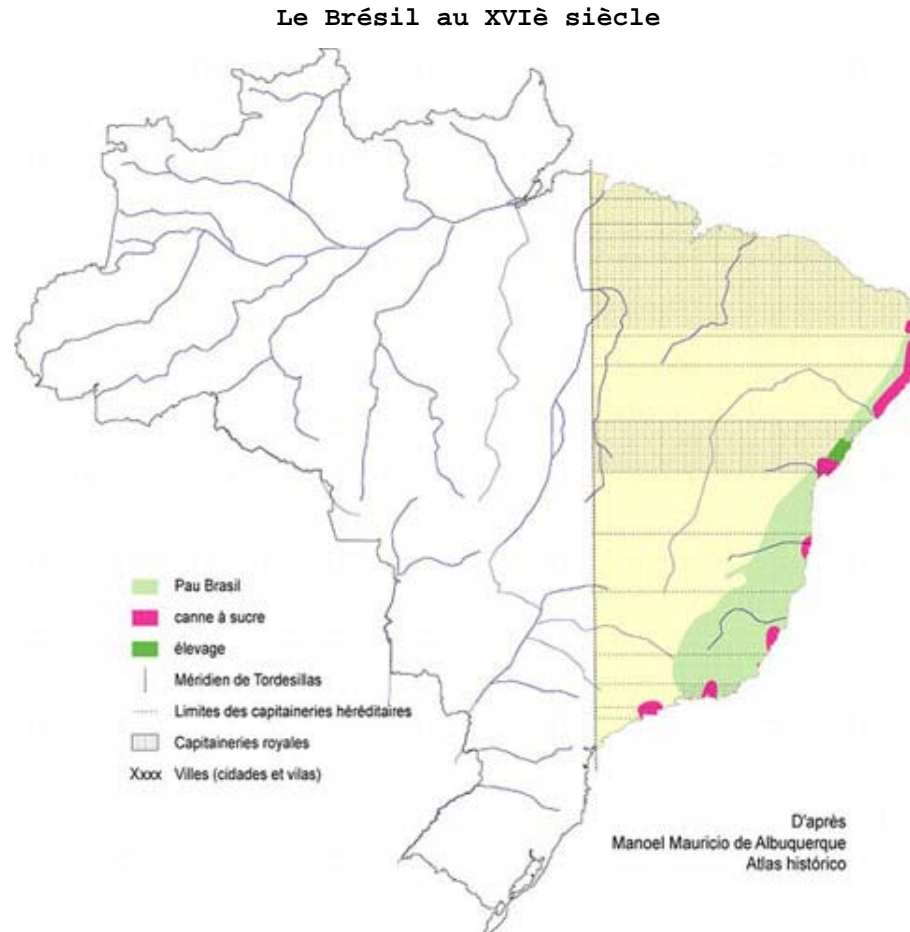 Le Brésil au XVIè siècle
Pau Brasil
canne à sucre
élevage
Méridien de Tordesillas
Limites des capitaineries héréditaires
Capitaineries royales
Xxxx Villes (cidades et vilas)
D'après
Manoel Mauricio de Albuquerque
Atlas histórico